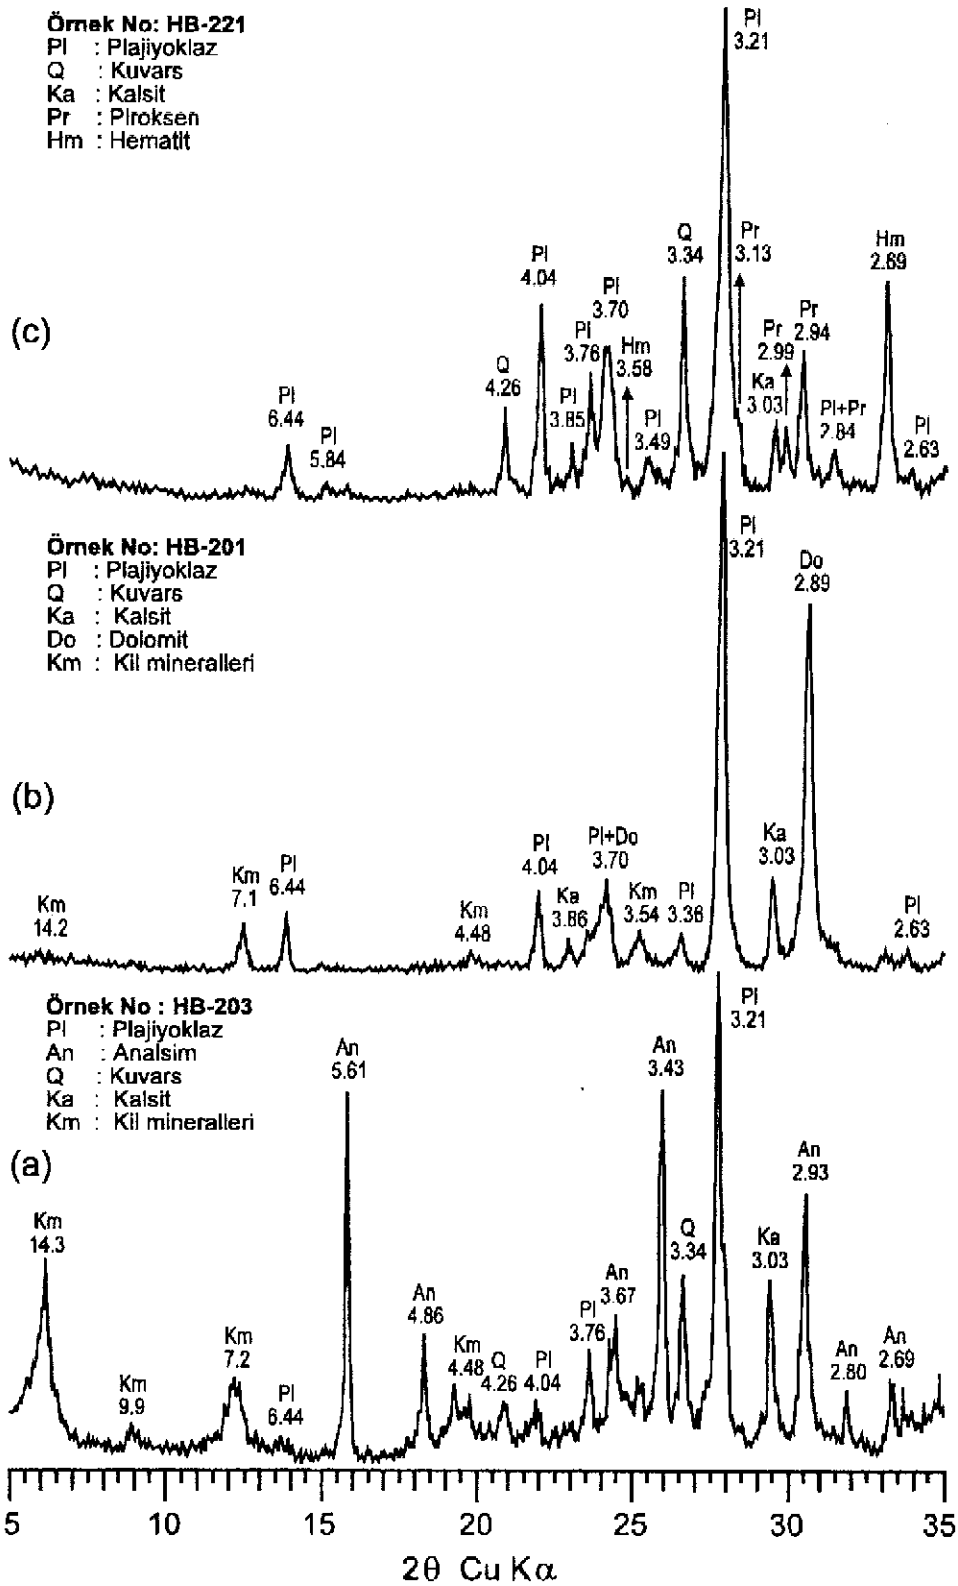 Örnek No: HB-221
Pl : Plajiyoklaz
Q : Kuvars
Ka : Kalsit
Pr : Piroksen
Hm : Hematit
(c)
Pl
6.44
Pl
5.84
Q
4.26
Pl
4.04
Pl
3.85
Pl
3.76
Pl
3.70
Hm
3.58
Pl
3.49
Q
3.34
Pl
3.21
Pr
3.13
Ka
3.03
Pr
2.99
Pr
2.94
Pl+Pr
2.84
Hm
2.69
Pl
2.63
Örnek No: HB-201
Pl : Plajiyoklaz
Q : Kuvars
Ka : Kalsit
Do : Dolomit
Km : Kil mineralleri
(b)
Km
14.2
Km
7.1
Pl
6.44
Km
4.48
Pl
4.04
Ka
3.86
Pl+Do
3.70
Km
3.54
Pl
3.36
Pl
3.21
Ka
3.03
Do
2.89
Pl
2.63
Örnek No : HB-203
Pl : Plajiyoklaz
An : Analsim
Q : Kuvars
Ka : Kalsit
Km : Kil mineralleri
(a)
Km
14.3
Km
9.9
Km
7.2
Pl
6.44
An
5.61
An
4.86
Km
4.48
Q
4.26
Pl
4.04
Pl
3.76
An
3.67
An
3.43
Q
3.34
Pl
3.21
Ka
3.03
An
2.93
An
2.80
An
2.69
5 10 15 20 25 30 35
2θ Cu Kα